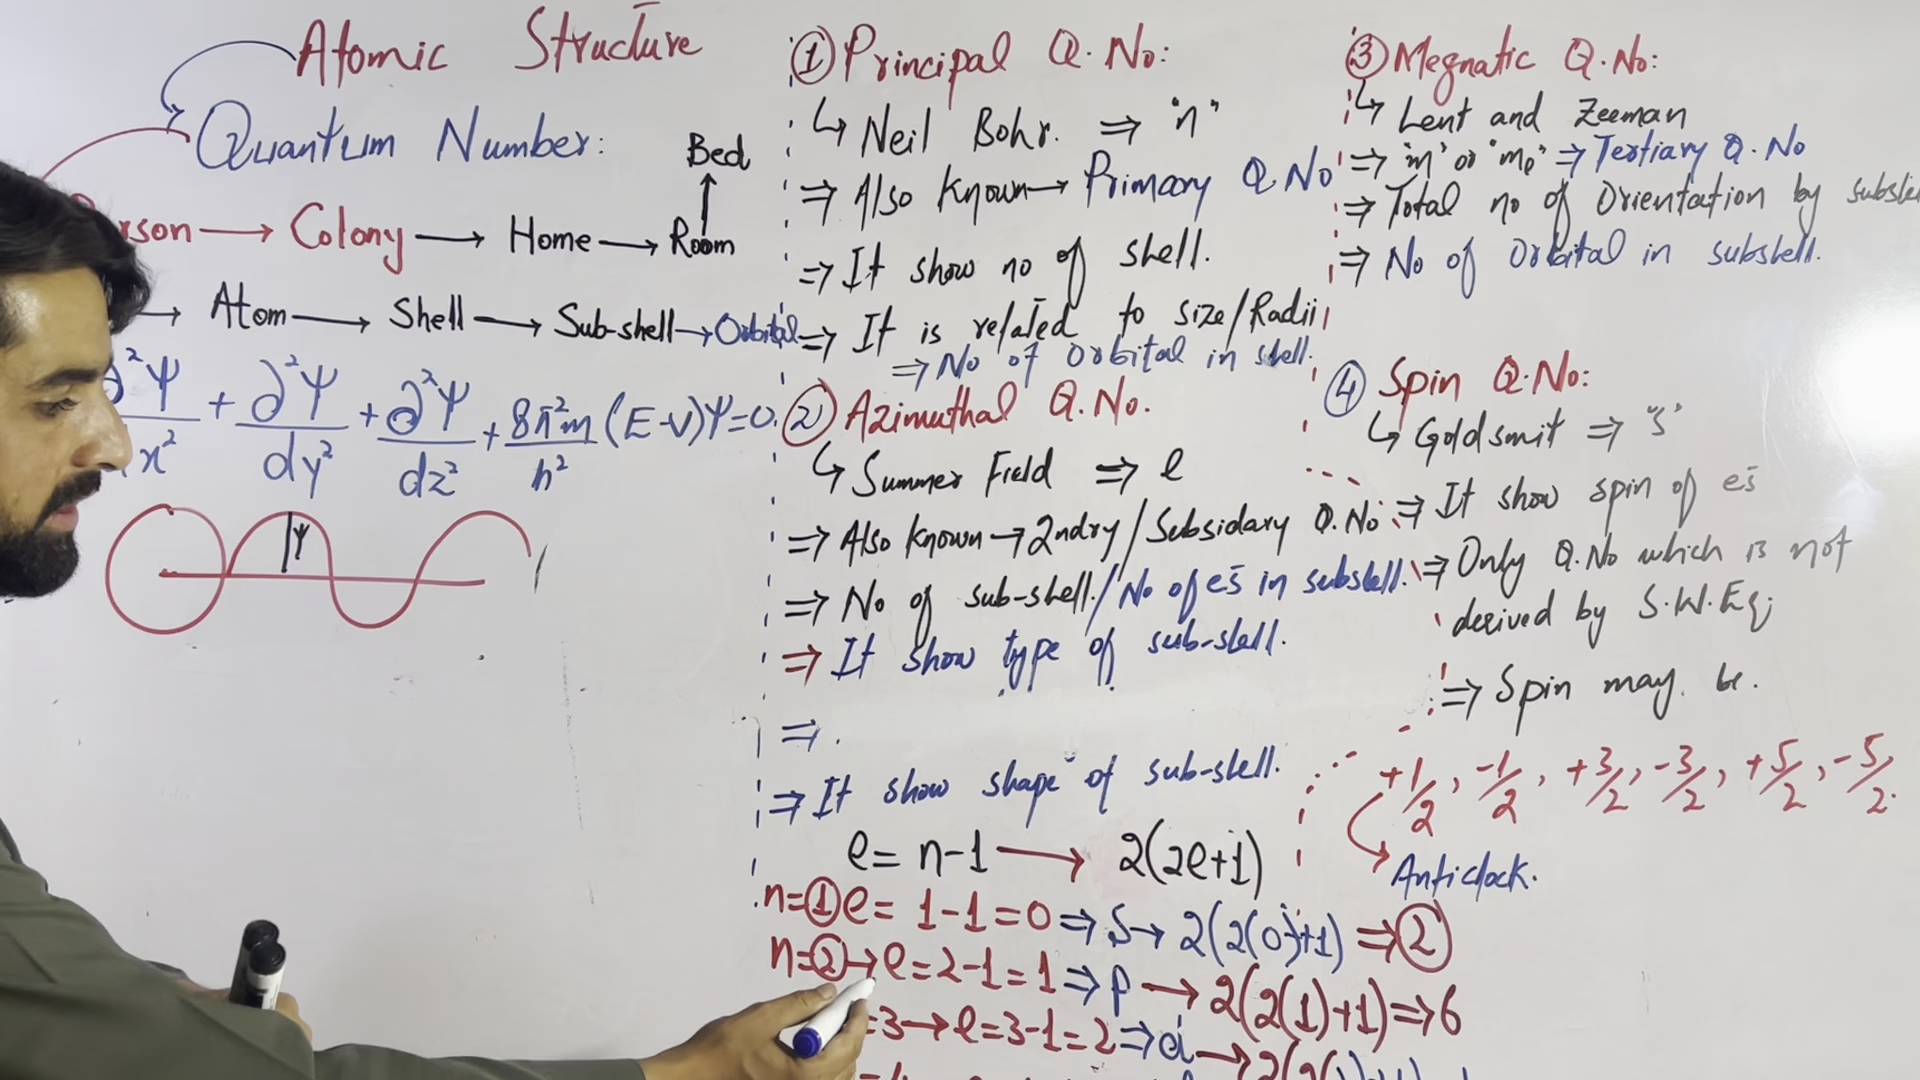 Atomic Structure
Quantum Number:
Bed
rson → Colony → Home → Room
→ Atom → Shell → Sub-shell → Orbital
∂²Ψ/x² + ∂²Ψ/dy² + ∂²Ψ/dz² + 8π²m/h² (E-V)Ψ=0.
Ψ
① Principal Q.No:
↳ Neil Bohr. ⇒ "n"
⇒ Also Known → Primary Q.No
⇒ It show no of shell.
⇒ It is related to size/Radii
⇒ No of Orbital in shell.
② Azimuthal Q.No.
↳ Summer Field ⇒ l
⇒ Also Known → 2ndry/Subsidary Q.No
⇒ No of sub-shell./No of es̄ in subshell.
⇒ It show type of sub-shell.
⇒ .
⇒ It show shape of sub-shell.
l = n-1 → 2(2l+1)
n=① l = 1-1=0 ⇒ S → 2(2(0)+1) ⇒ ②
n=② → l=2-1=1 ⇒ p → 2(2(1)+1) ⇒ 6
=3 → l=3-1=2 ⇒ d →
③ Megnatic Q.No:
↳ Lent and Zeeman
⇒ "m" or "ml" ⇒ Tertiary Q.No
⇒ Total no of Orientation by
⇒ No of Orbital in subshell.
④ Spin Q.No:
↳ Goldsmit ⇒ "S"
⇒ It show spin of es̄
⇒ Only Q.No which is not
derived by S.W.Eq;
⇒ Spin may be.
+1/2, -1/2, +3/2, -3/2, +5/2, -5/2.
Anticlock.